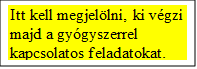 Itt kell megjelölni, ki végzi
majd a gyógyszerrel
kapcsolatos feladatokat.